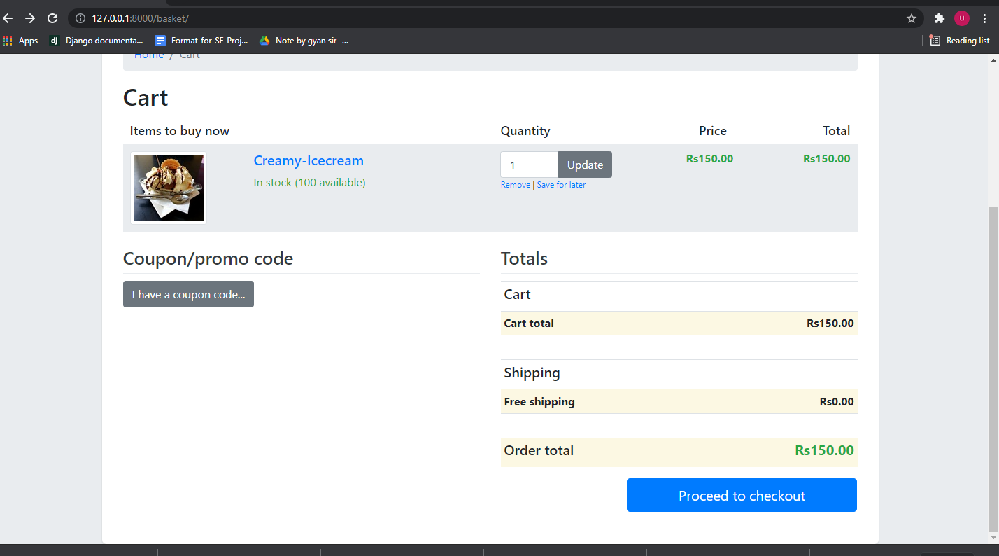 127.0.0.1:8000/basket/
u
Apps
dj Django documenta...
Format-for-SE-Proj...
Note by gyan sir -...
Reading list
Home / Cart
Cart
Items to buy now Quantity Price Total
Creamy-Icecream 1 Update Rs150.00 Rs150.00
In stock (100 available) Remove | Save for later
Coupon/promo code
I have a coupon code...
Totals
Cart
Cart total Rs150.00
Shipping
Free shipping Rs0.00
Order total Rs150.00
Proceed to checkout